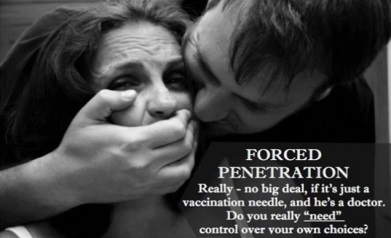 FORCED
PENETRATION
Really - no big deal, if it's just a
vaccination needle, and he's a doctor.
Do you really "need"
control over your own choices?